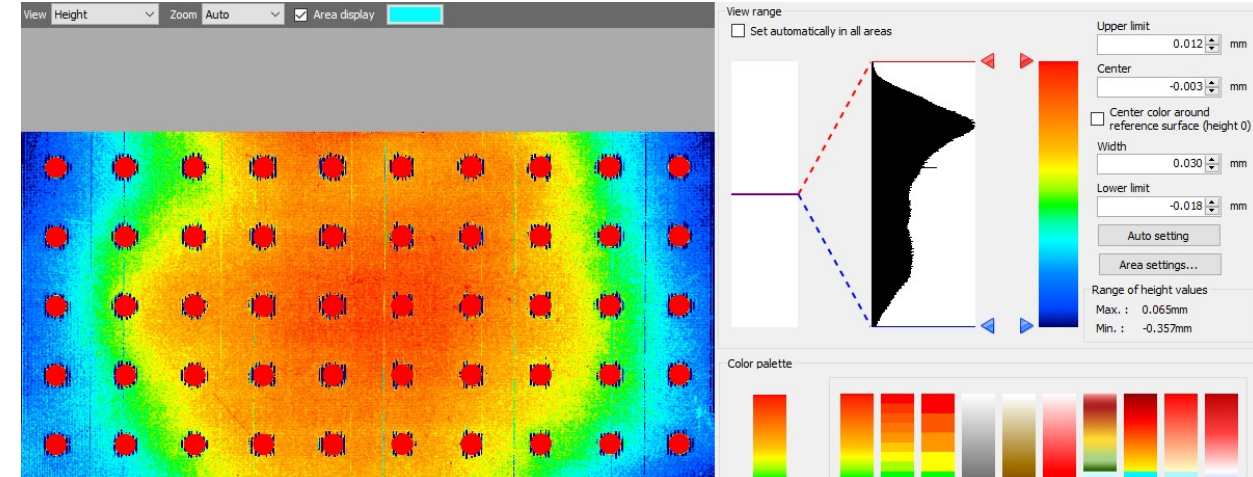 View Height Zoom Auto Area display
View range
Set automatically in all areas
Upper limit
0.012 mm
Center
-0.003 mm
Center color around
reference surface (height 0)
Width
0.030 mm
Lower limit
-0.018 mm
Auto setting
Area settings...
Range of height values
Max. : 0.065mm
Min. : -0.357mm
Color palette